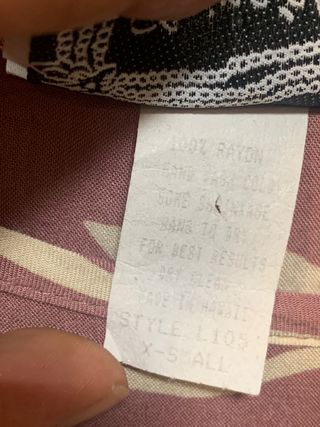 100% RAYON
HAND WASH COLD
SOME SHRINKAGE
HANG TO DRY
FOR BEST RESULTS
DRY CLEAN
MADE IN HAWAII
STYLE L105
X-SMALL